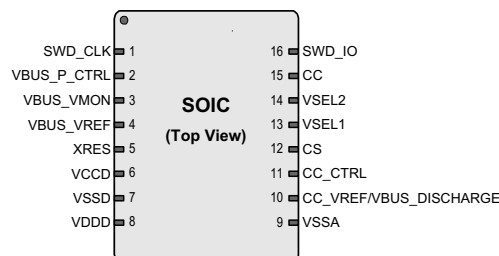 SWD_CLK 1 16 SWD_IO
VBUS_P_CTRL 2 15 CC
VBUS_VMON 3 SOIC 14 VSEL2
VBUS_VREF 4 (Top View) 13 VSEL1
XRES 5 12 CS
VCCD 6 11 CC_CTRL
VSSD 7 10 CC_VREF/VBUS_DISCHARGE
VDDD 8 9 VSSA